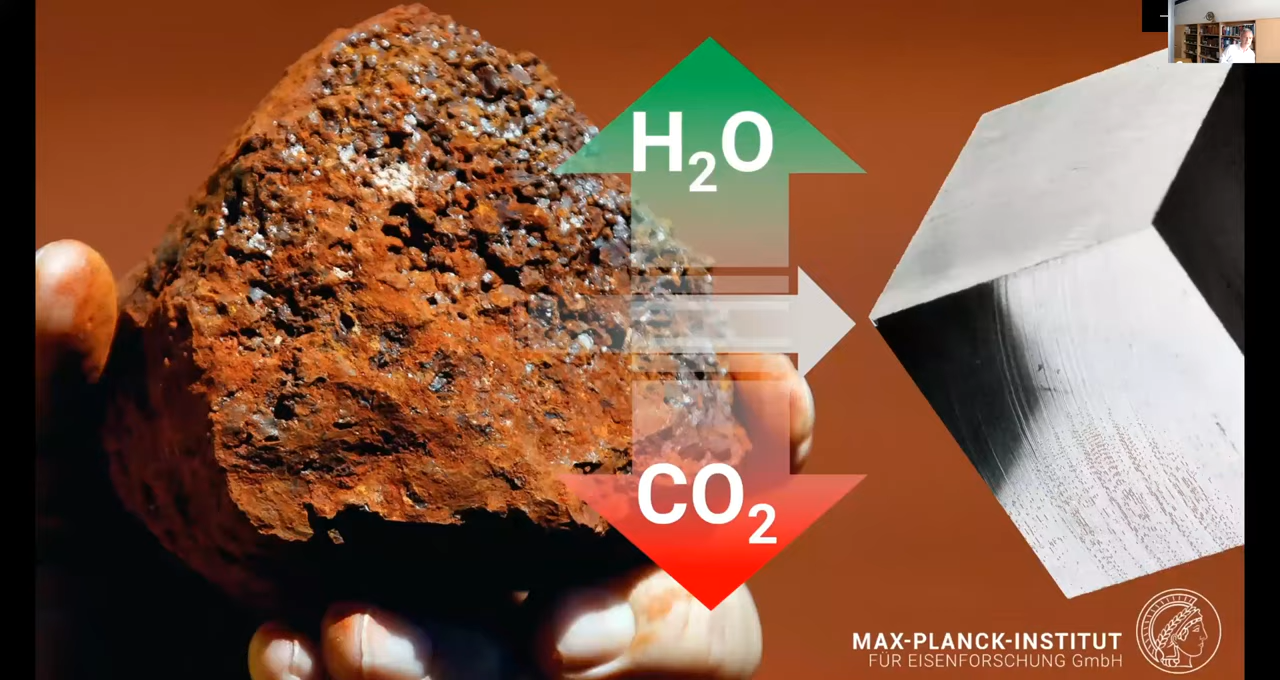 H₂O
CO₂
MAX-PLANCK-INSTITUT
FÜR EISENFORSCHUNG GmbH